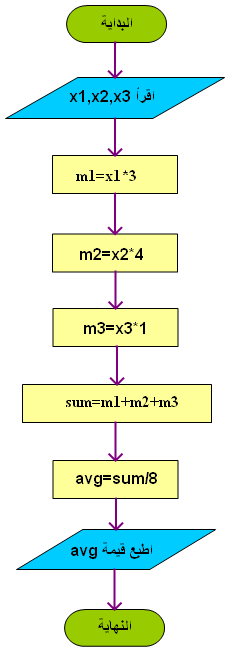 البداية
اقرأ x1,x2,x3
m1=x1*3
m2=x2*4
m3=x3*1
sum=m1+m2+m3
avg=sum/8
اطبع قيمة avg
النهاية